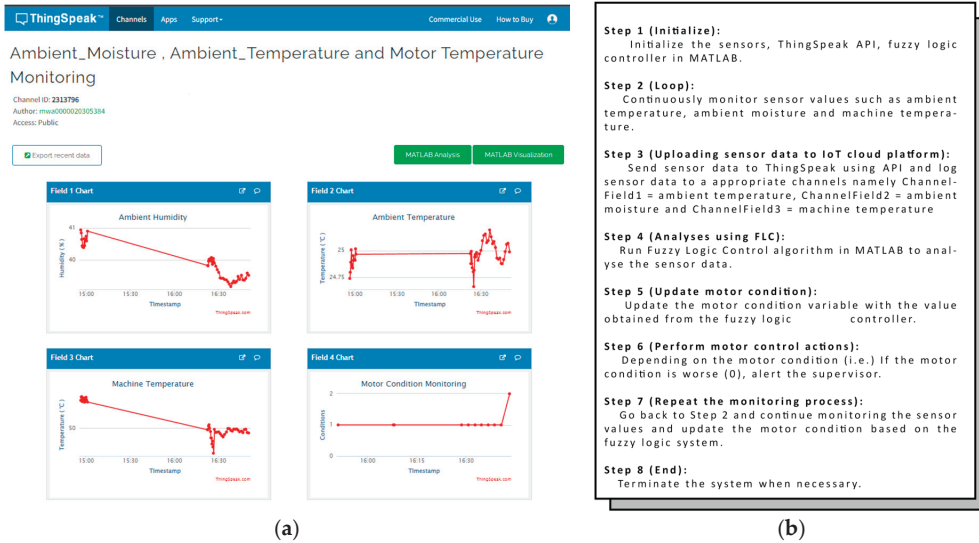 ThingSpeak™
Channels
Apps
Support
Commercial Use
How to Buy
Ambient_Moisture , Ambient_Temperature and Motor Temperature
Monitoring
Channel ID: 2313796
Author: mwa0000020305384
Access: Public
Export recent data
MATLAB Analysis
MATLAB Visualization
Field 1 Chart
Ambient Humidity
Humidity (%)
41
40
15:00
15:30
16:00
16:30
Timestamp
ThingSpeak.com
Field 2 Chart
Ambient Temperature
Temperature (°C)
25
24.75
15:00
15:30
16:00
16:30
Timestamp
ThingSpeak.com
Field 3 Chart
Machine Temperature
Temperature (°C)
50
15:00
15:30
16:00
16:30
Timestamp
ThingSpeak.com
Field 4 Chart
Motor Condition Monitoring
Conditions
2
1
0
16:00
16:15
16:30
Timestamp
ThingSpeak.com
(a)
Step 1 (Initialize):
Initialize the sensors, ThingSpeak API, fuzzy logic
controller in MATLAB.
Step 2 (Loop):
Continuously monitor sensor values such as ambient
temperature, ambient moisture and machine tempera-
ture.
Step 3 (Uploading sensor data to IoT cloud platform):
Send sensor data to ThingSpeak using API and log
sensor data to a appropriate channels namely Channel-
Field1 = ambient temperature, ChannelField2 = ambient
moisture and ChannelField3 = machine temperature
Step 4 (Analyses using FLC):
Run Fuzzy Logic Control algorithm in MATLAB to anal-
yse the sensor data.
Step 5 (Update motor condition):
Update the motor condition variable with the value
obtained from the fuzzy logic controller.
Step 6 (Perform motor control actions):
Depending on the motor condition (i.e.) If the motor
condition is worse (0), alert the supervisor.
Step 7 (Repeat the monitoring process):
Go back to Step 2 and continue monitoring the sensor
values and update the motor condition based on the
fuzzy logic system.
Step 8 (End):
Terminate the system when necessary.
(b)